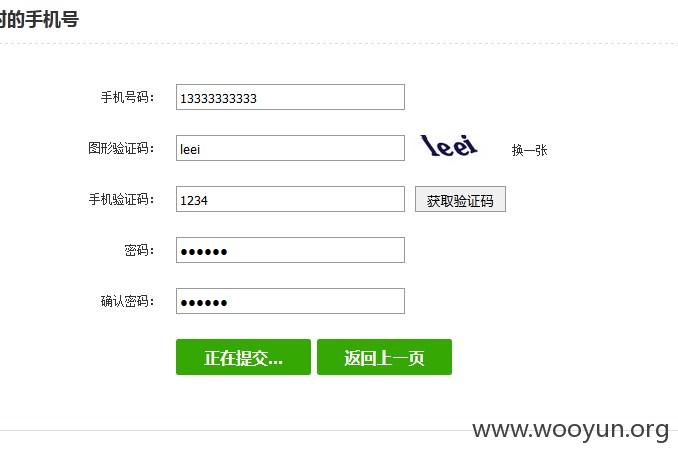 的手机号
手机号码： 13333333333
图形验证码： leei leei 换一张
手机验证码： 1234 获取验证码
密码： ●●●●●●
确认密码： ●●●●●●
正在提交... 返回上一页
www.wooyun.org